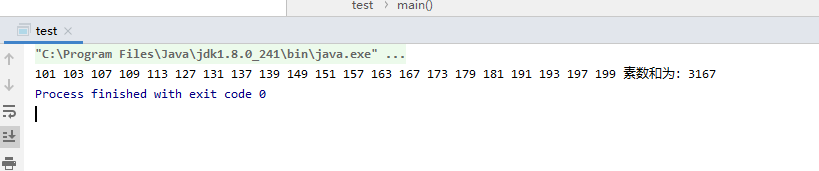 test > main()
test ×
"C:\Program Files\Java\jdk1.8.0_241\bin\java.exe" ...
101 103 107 109 113 127 131 137 139 149 151 157 163 167 173 179 181 191 193 197 199 素数和为: 3167
Process finished with exit code 0